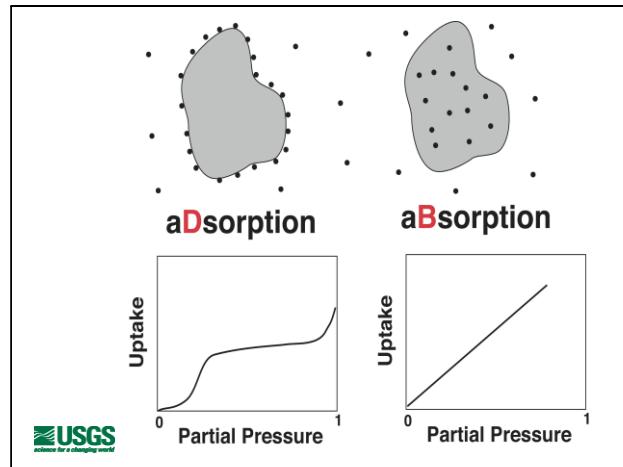 aDsorption
aBsorption
Uptake
0
1
Partial Pressure
Uptake
0
1
Partial Pressure
USGS
science for a changing world